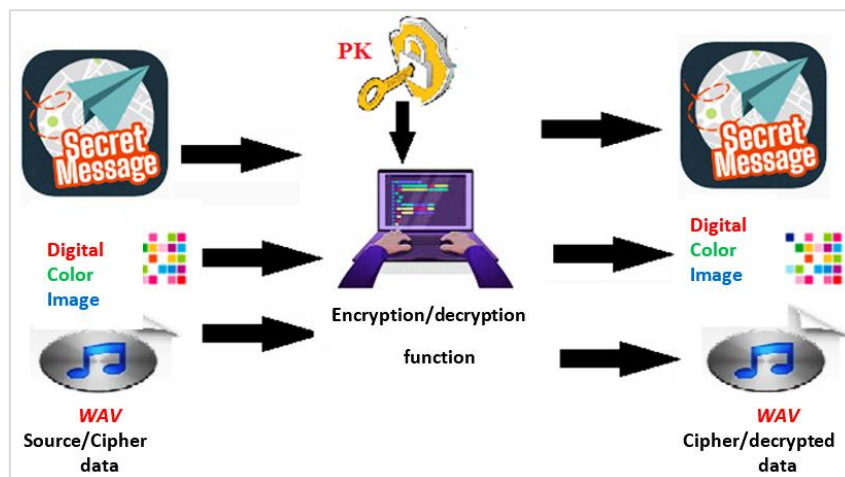 PK
Secret
Message
Secret
Message
Digital
Color
Image
Digital
Color
Image
Encryption/decryption
function
WAV
Source/Cipher
data
WAV
Cipher/decrypted
data